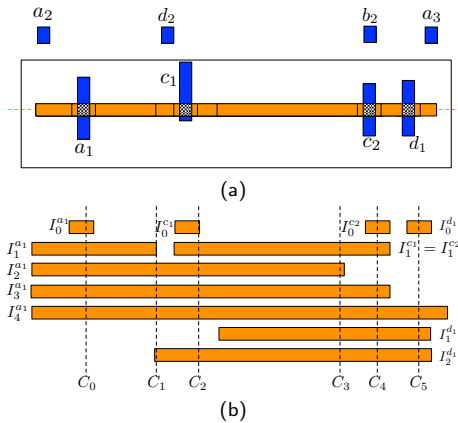 a₂ d₂ b₂ a₃
c₁
a₁ c₂ d₁
(a)
I₀^{a₁} I₀^{c₁} I₀^{c₂} I₀^{d₁}
I₁^{a₁} I₁^{c₁} = I₁^{c₂}
I₂^{a₁}
I₃^{a₁}
I₄^{a₁}
I₁^{d₁}
I₂^{d₁}
C₀ C₁ C₂ C₃ C₄ C₅
(b)